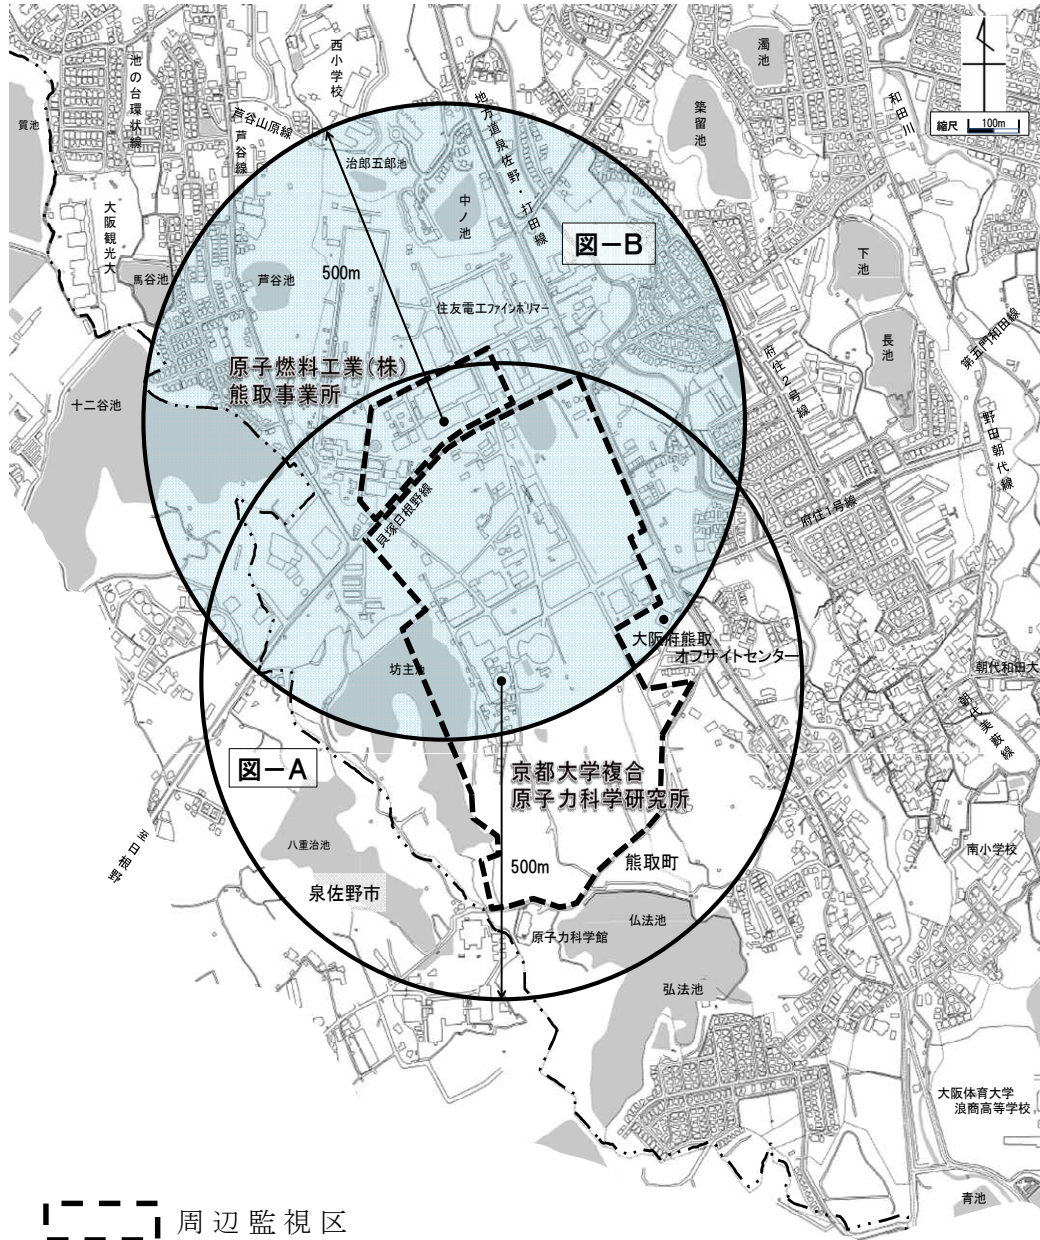 濁池
西小学校
池の台環状線
和田川
築留池
地方道泉佐野・打田線
芦谷山原線
賀池
縮尺 100m
芦谷線
治郎五郎池
中ノ池
大阪観光大
図－B
下池
500m
馬谷池
芦谷池
住友電工ファインポリマー
第五門和田線
府住2号線
長池
原子燃料工業(株)
熊取事業所
十二谷池
野田朝代線
貝塚日根野線
府住1号線
大阪府熊取
オフサイトセンター
坊主池
朝代和田大
朝代美薮線
図－A
京都大学複合
原子力科学研究所
至日根野
八重治池
南小学校
500m
熊取町
泉佐野市
仏法池
原子力科学館
弘法池
大阪体育大学
浪商高等学校
青池
周辺監視区